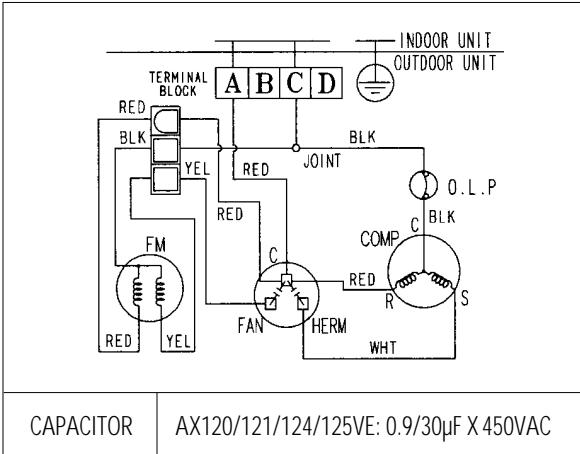 INDOOR UNIT
OUTDOOR UNIT
TERMINAL
BLOCK
A B C D
RED
BLK
YEL
RED
RED
JOINT
BLK
O.L.P
C BLK
COMP
FM
C
RED
R
S
FAN
HERM
RED
YEL
WHT
CAPACITOR
AX120/121/124/125VE: 0.9/30µF X 450VAC